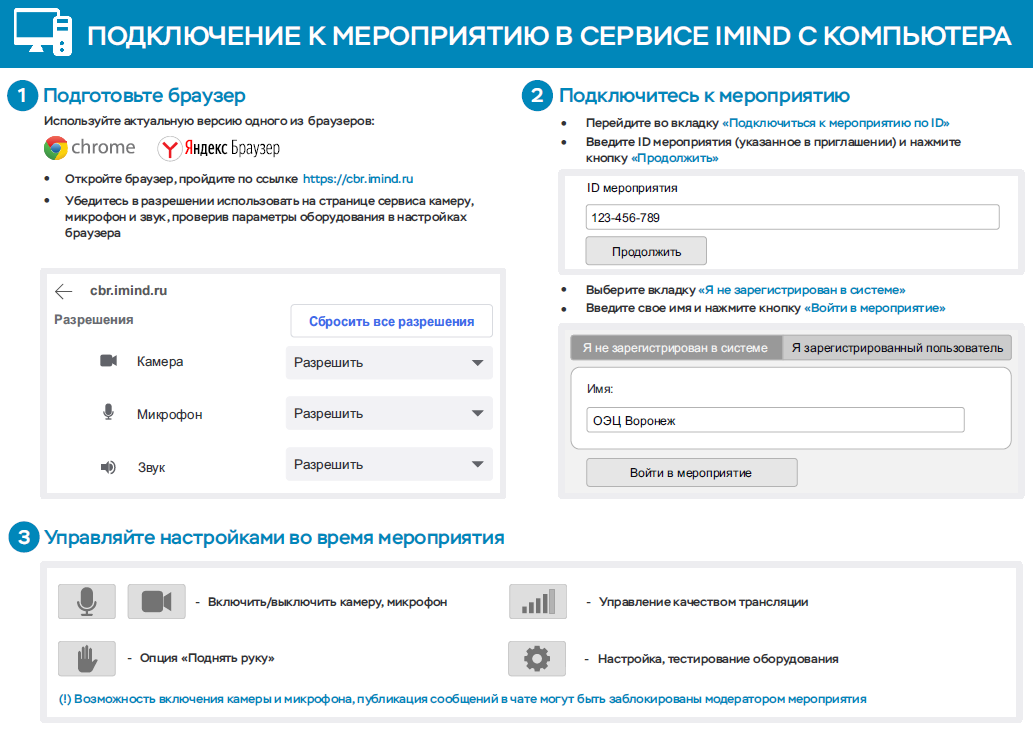 ПОДКЛЮЧЕНИЕ К МЕРОПРИЯТИЮ В СЕРВИСЕ IMIND С КОМПЬЮТЕРА
1 Подготовьте браузер
Используйте актуальную версию одного из браузеров:
chrome Яндекс Браузер
• Откройте браузер, пройдите по ссылке https://cbr.imind.ru
• Убедитесь в разрешении использовать на странице сервиса камеру,
микрофон и звук, проверив параметры оборудования в настройках
браузера
cbr.imind.ru
Разрешения Сбросить все разрешения
Камера Разрешить
Микрофон Разрешить
Звук Разрешить
2 Подключитесь к мероприятию
• Перейдите во вкладку «Подключиться к мероприятию по ID»
• Введите ID мероприятия (указанное в приглашении) и нажмите
кнопку «Продолжить»
ID мероприятия
123-456-789
Продолжить
• Выберите вкладку «Я не зарегистрирован в системе»
• Введите свое имя и нажмите кнопку «Войти в мероприятие»
Я не зарегистрирован в системе Я зарегистрированный пользователь
Имя:
ОЭЦ Воронеж
Войти в мероприятие
3 Управляйте настройками во время мероприятия
- Включить/выключить камеру, микрофон - Управление качеством трансляции
- Опция «Поднять руку» - Настройка, тестирование оборудования
(!) Возможность включения камеры и микрофона, публикация сообщений в чате могут быть заблокированы модератором мероприятия